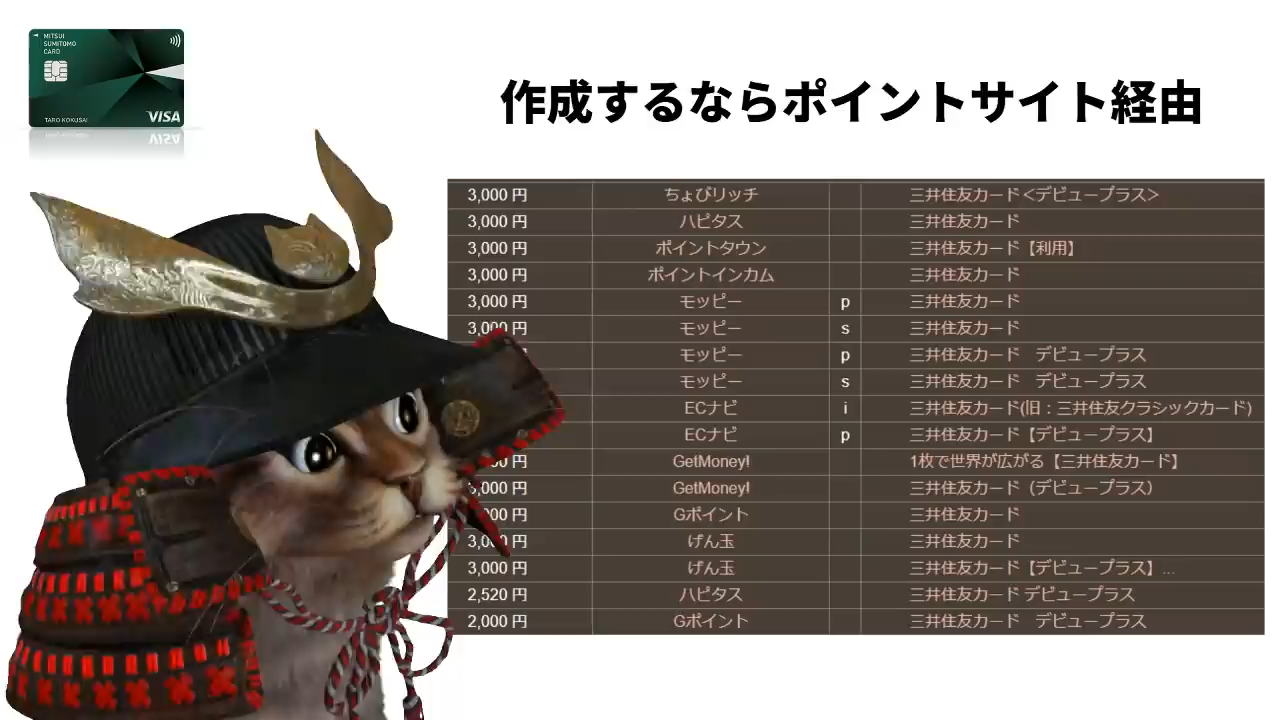 MITSUI
SUMITOMO
CARD
TARO KOKUSAI
VISA
作成するならポイントサイト経由
3,000 円 ちょびリッチ 三井住友カード<デビュープラス>
3,000 円 ハピタス 三井住友カード
3,000 円 ポイントタウン 三井住友カード【利用】
3,000 円 ポイントインカム 三井住友カード
3,000 円 モッピー p 三井住友カード
3,000 円 モッピー s 三井住友カード
モッピー p 三井住友カード デビュープラス
モッピー s 三井住友カード デビュープラス
ECナビ i 三井住友カード(旧：三井住友クラシックカード)
ECナビ p 三井住友カード【デビュープラス】
円 GetMoney! 1枚で世界が広がる【三井住友カード】
,000 円 GetMoney! 三井住友カード（デビュープラス）
円 Gポイント 三井住友カード
3,000 円 げん玉 三井住友カード
3,000 円 げん玉 三井住友カード【デビュープラス】...
2,520 円 ハピタス 三井住友カード デビュープラス
2,000 円 Gポイント 三井住友カード デビュープラス